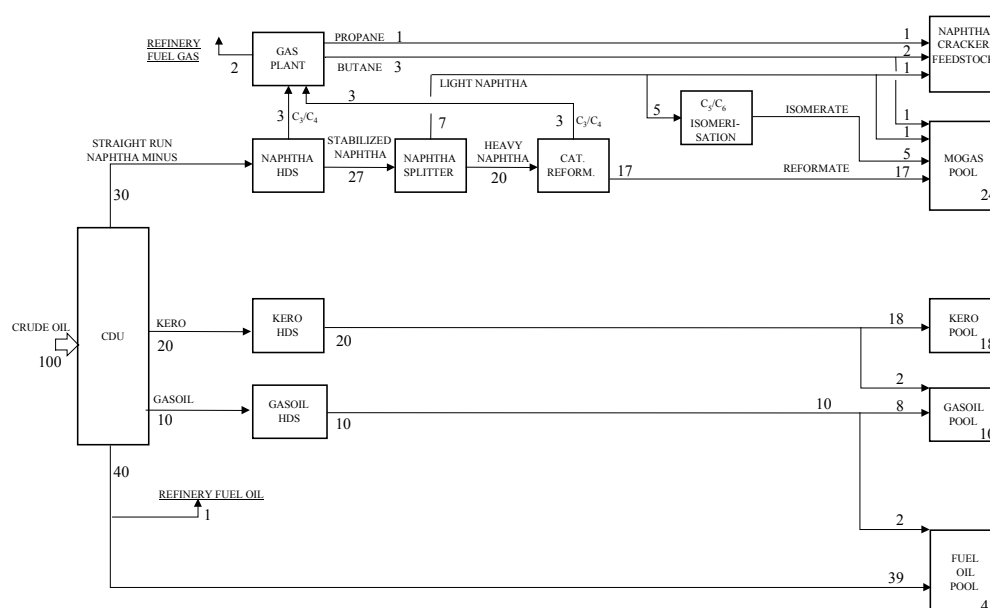 PROPANE 1
1
NAPHTHA
CRACKER
FEEDSTOCK
REFINERY
FUEL GAS
2
GAS
PLANT
BUTANE 3
2
LIGHT NAPHTHA
1
3
3 C3/C4
7
3 C3/C4
5
C5/C6
ISOMERI-
SATION
ISOMERATE
1
1
5
STRAIGHT RUN
NAPHTHA MINUS
30
NAPHTHA
HDS
STABILIZED
NAPHTHA
27
NAPHTHA
SPLITTER
HEAVY
NAPHTHA
20
CAT.
REFORM.
17
REFORMATE
17
MOGAS
POOL
24
CRUDE OIL
100
CDU
KERO
20
KERO
HDS
20
18
KERO
POOL
18
2
GASOIL
10
GASOIL
HDS
10
10
8
GASOIL
POOL
10
40
REFINERY FUEL OIL
1
2
39
FUEL
OIL
POOL